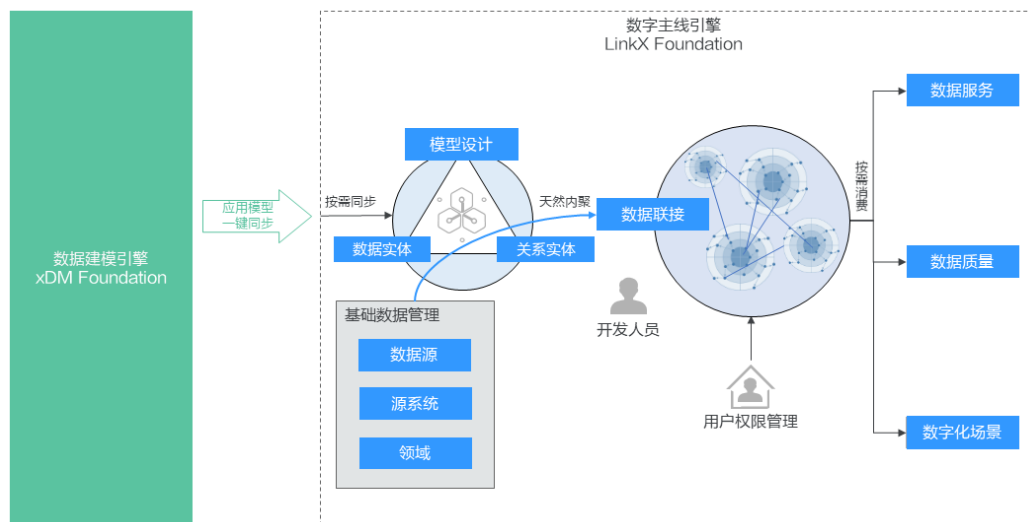 数据建模引擎
xDM Foundation
应用模型
一键同步
数字主线引擎
LinkX Foundation
按需同步
模型设计
数据实体
关系实体
天然内聚
数据联接
基础数据管理
数据源
源系统
领域
开发人员
用户权限管理
按需消费
数据服务
数据质量
数字化场景